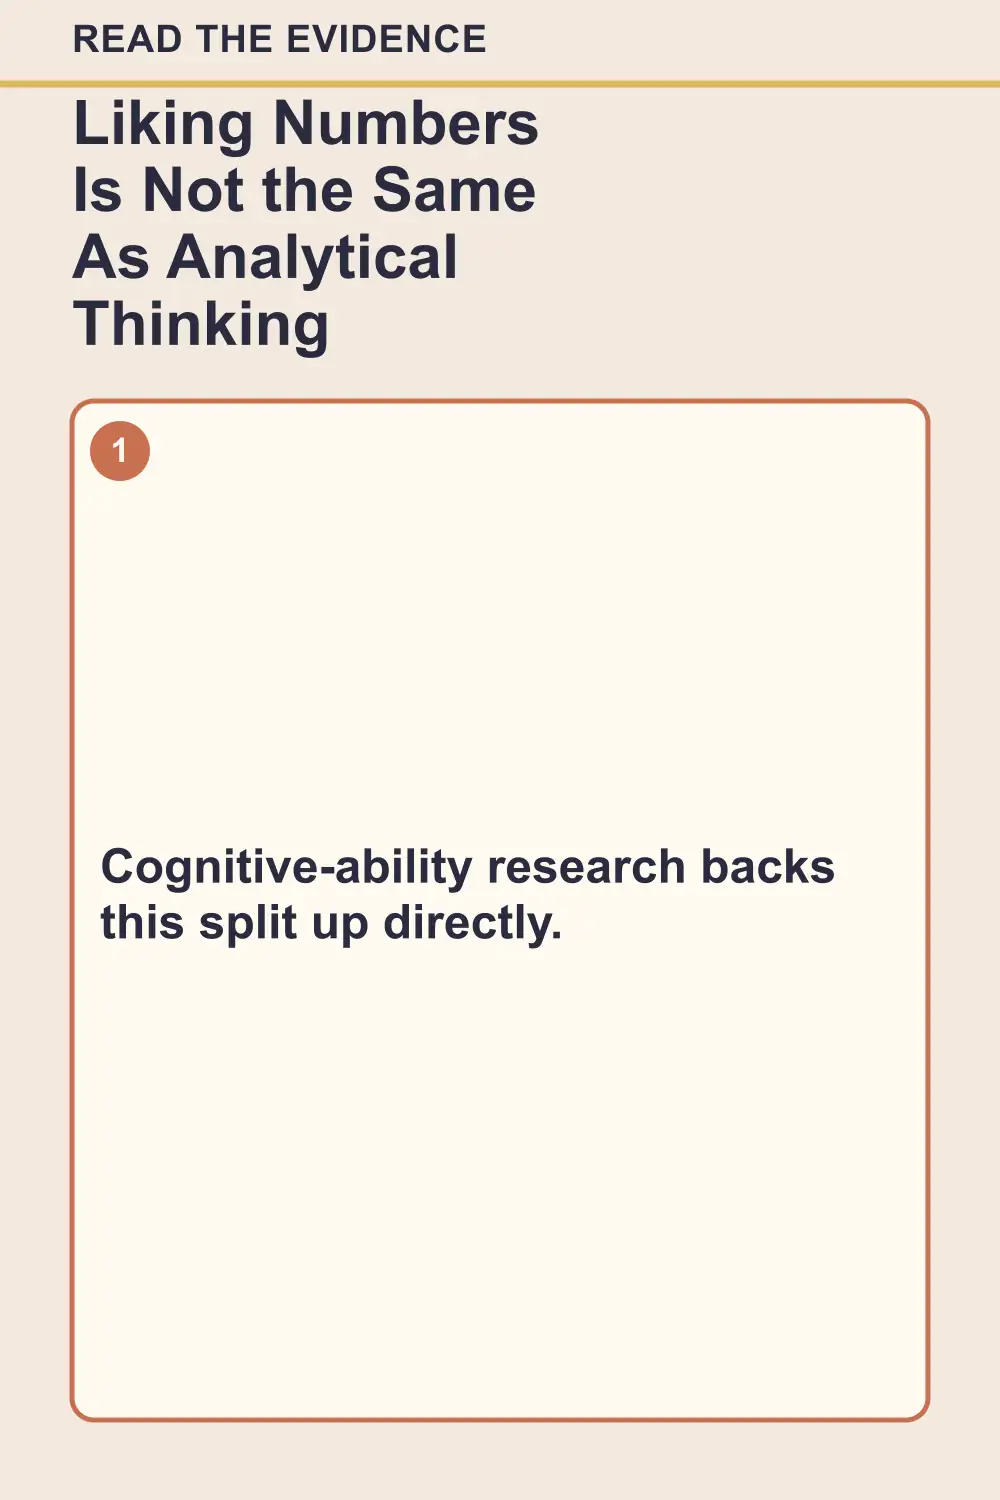 READ THE EVIDENCE
Liking Numbers
Is Not the Same
As Analytical
Thinking
1
Cognitive-ability research backs
this split up directly.